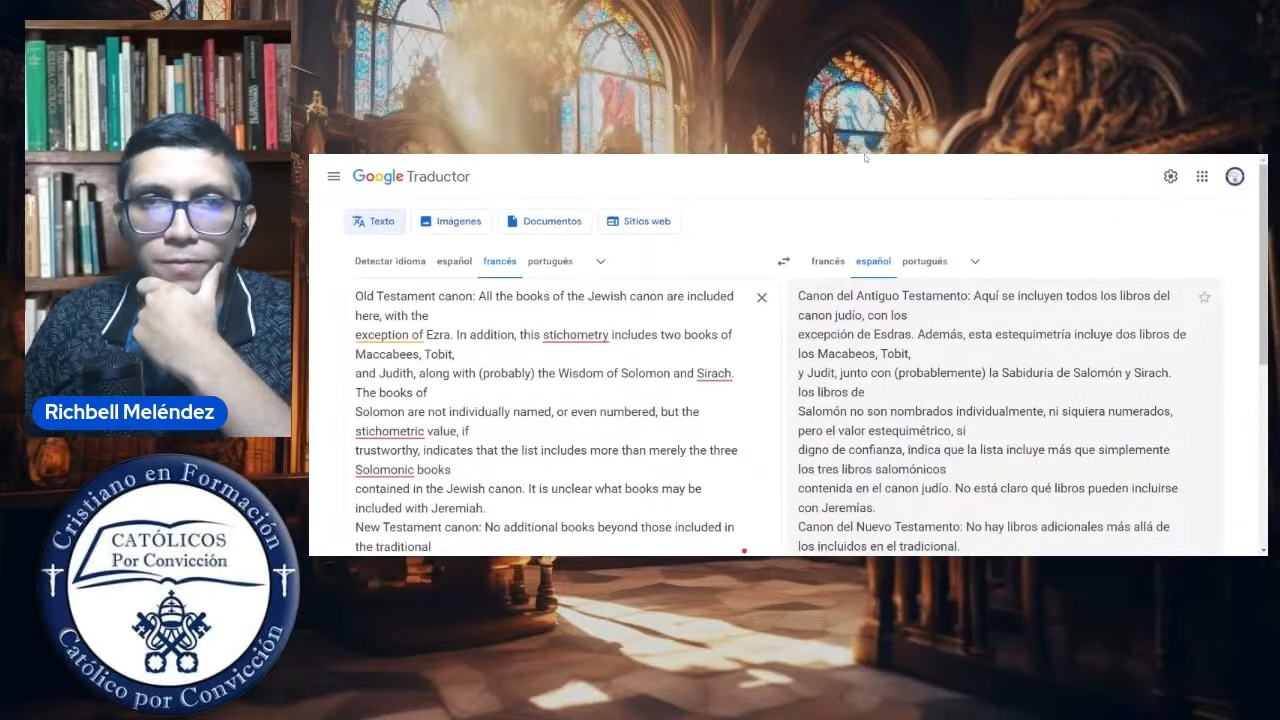 Google Traductor
Texto
Imágenes
Documentos
Sitios web
Detectar idioma español francés portugués
francés español portugués
Old Testament canon: All the books of the Jewish canon are included
here, with the
exception of Ezra. In addition, this stichometry includes two books of
Maccabees, Tobit,
and Judith, along with (probably) the Wisdom of Solomon and Sirach.
The books of
Solomon are not individually named, or even numbered, but the
stichometric value, if
trustworthy, indicates that the list includes more than merely the three
Solomonic books
contained in the Jewish canon. It is unclear what books may be
included with Jeremiah.
New Testament canon: No additional books beyond those included in
the traditional
Canon del Antiguo Testamento: Aquí se incluyen todos los libros del
canon judío, con los
excepción de Esdras. Además, esta estequimetría incluye dos libros de
los Macabeos, Tobit,
y Judit, junto con (probablemente) la Sabiduría de Salomón y Sirach.
los libros de
Salomón no son nombrados individualmente, ni siquiera numerados,
pero el valor estequimétrico, si
digno de confianza, indica que la lista incluye más que simplemente
los tres libros salomónicos
contenida en el canon judío. No está claro qué libros pueden incluirse
con Jeremías.
Canon del Nuevo Testamento: No hay libros adicionales más allá de
los incluidos en el tradicional.
Richbell Meléndez
Cristiano en Formación
CATÓLICOS
Por Convicción
Católico por Convicción